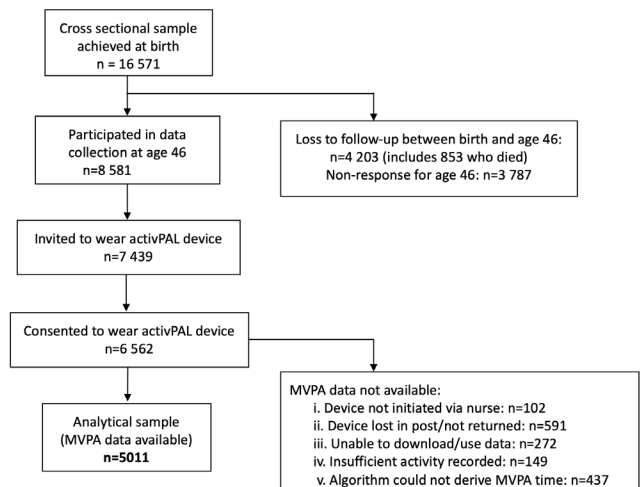 Cross sectional sample
achieved at birth
n = 16 571
Participated in data
collection at age 46
n=8 581
Loss to follow-up between birth and age 46:
n=4 203 (includes 853 who died)
Non-response for age 46: n=3 787
Invited to wear activPAL device
n=7 439
Consented to wear activPAL device
n=6 562
Analytical sample
(MVPA data available)
n=5011
MVPA data not available:
i. Device not initiated via nurse: n=102
ii. Device lost in post/not returned: n=591
iii. Unable to download/use data: n=272
iv. Insufficient activity recorded: n=149
v. Algorithm could not derive MVPA time: n=437